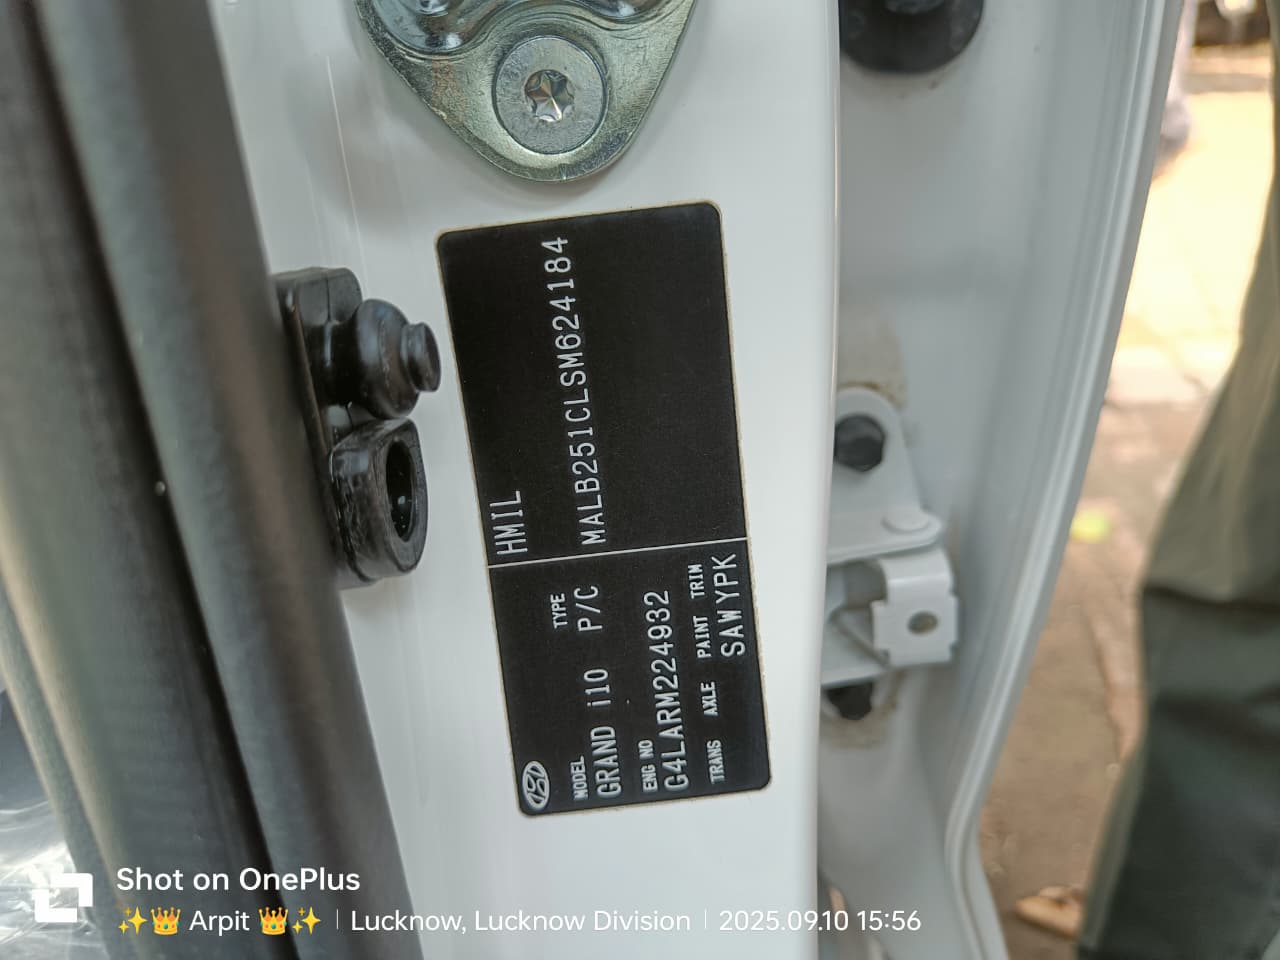 HMIL
MALB251CLSM624184
MODEL TYPE
GRAND i10 P/C
ENG NO
G4LARM224932
TRANS AXLE PAINT TRIM
SAW YPK
Shot on OnePlus
✨👑 Arpit 👑✨ | Lucknow, Lucknow Division | 2025.09.10 15:56